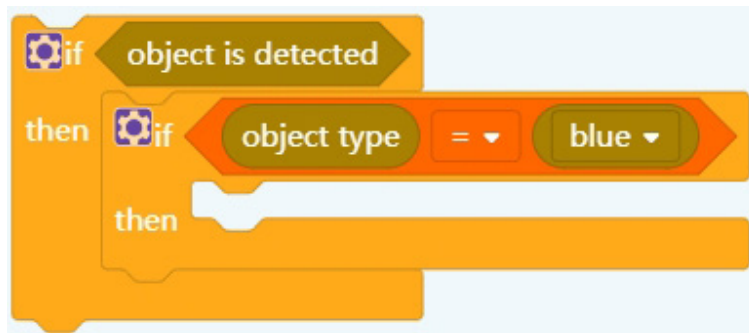 if object is detected
then if object type = blue
then